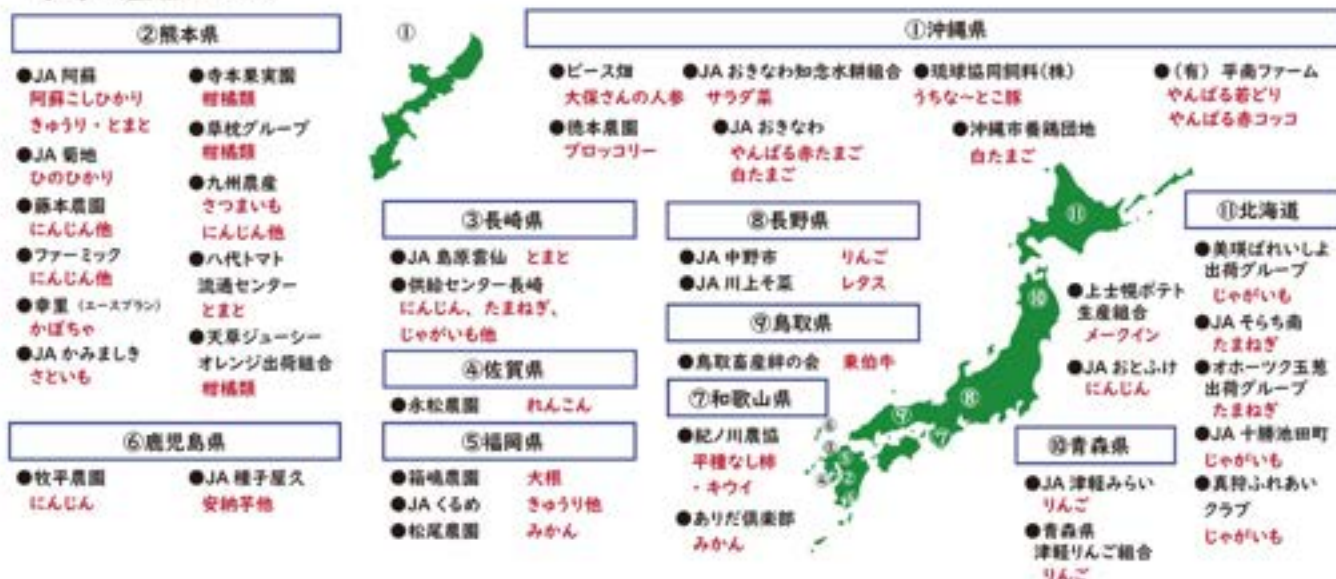 ②熊本県
●JA 阿蘇
阿蘇こしひかり
きゅうり・とまと
●JA 菊地
ひのひかり
●藤本農園
にんじん他
●ファーミック
にんじん他
●幸里（エースプラン）
かぼちゃ
●JA かみましき
さといも
●寺本果実園
柑橘類
●草枕グループ
柑橘類
●九州農産
さつまいも
にんじん他
●八代トマト
流通センター
とまと
●天草ジューシー
オレンジ出荷組合
柑橘類
⑥鹿児島県
●牧平農園
にんじん
●JA 種子屋久
安納芋他
①
①沖縄県
●ピース畑
大保さんの人参
●徳本農園
ブロッコリー
●JA おきなわ知念水耕組合
サラダ菜
●JA おきなわ
やんばる赤たまご
白たまご
●琉球協同飼料(株)
うちな〜とこ豚
●沖縄市養鶏団地
白たまご
●(有) 平南ファーム
やんばる若どり
やんばる赤コッコ
③長崎県
●JA 島原雲仙 とまと
●供給センター長崎
にんじん、たまねぎ、
じゃがいも他
④佐賀県
●永松農園 れんこん
⑤福岡県
●箱嶋農園 大根
●JA くるめ きゅうり他
●松尾農園 みかん
⑧長野県
●JA 中野市 りんご
●JA 川上そ菜 レタス
⑨鳥取県
●鳥取畜産絆の会 東伯牛
⑦和歌山県
●紀ノ川農協
平種なし柿
・キウイ
●ありだ倶楽部
みかん
⑪
⑩
⑧
⑨
⑦
⑪北海道
●美瑛ばれいしよ
出荷グループ
じゃがいも
●JA そらち南
たまねぎ
●オホーツク玉葱
出荷グループ
たまねぎ
●JA 十勝池田町
じゃがいも
●真狩ふれあい
クラブ
じゃがいも
●上士幌ポテト
生産組合
メークイン
●JA おとふけ
にんじん
⑩青森県
●JA 津軽みらい
りんご
●青森県
津軽りんご組合
りんご